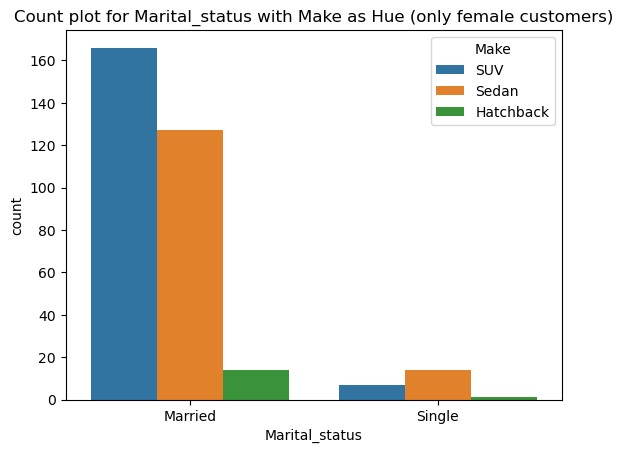 Count plot for Marital_status with Make as Hue (only female customers)
Make
SUV
Sedan
Hatchback
160
140
120
100
80
60
40
20
0
count
Married
Single
Marital_status